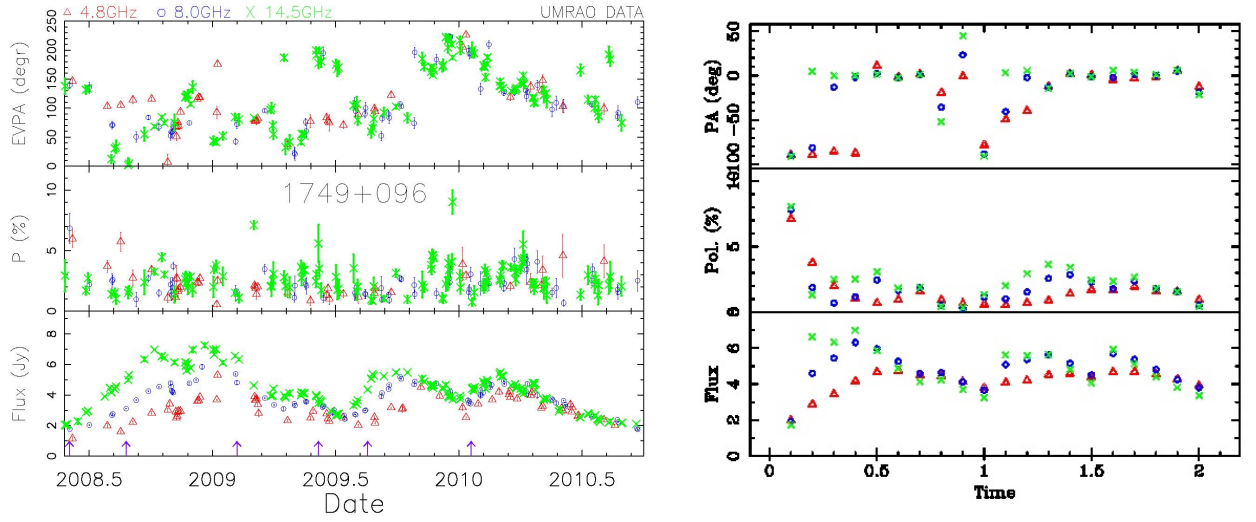 △ 4.8GHz ○ 8.0GHz × 14.5GHz UMRAO DATA
EVPA (degr)
250
200
150
100
50
0
1749+096
P (%)
10
5
0
Flux (Jy)
8
6
4
2
0
2008.5 2009 2009.5 2010 2010.5
Date
PA (deg)
50
0
-50
-100
Pol. (%)
10
5
0
Flux
6
4
2
0
0 0.5 1 1.5 2
Time